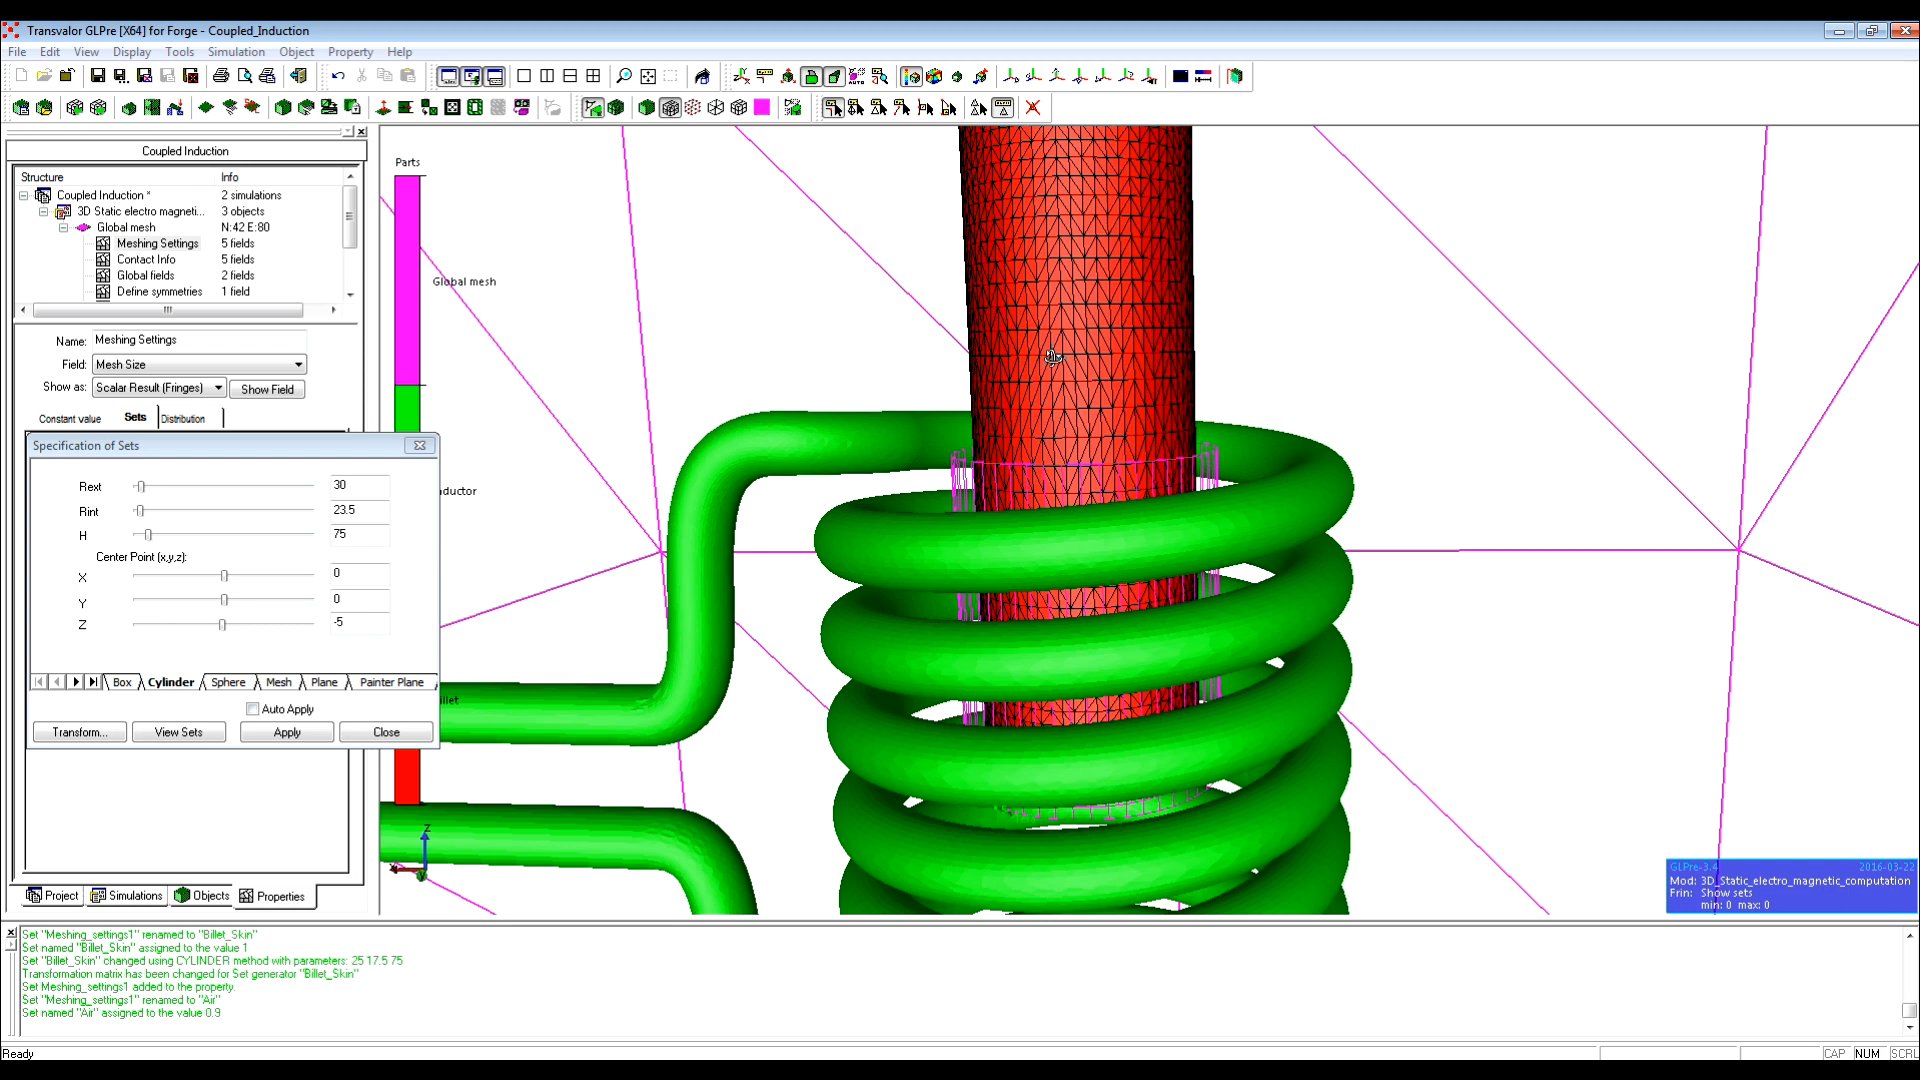 Transvalor GLPre [X64] for Forge - Coupled_Induction
File Edit View Display Tools Simulation Object Property Help
Coupled Induction
Structure Info
Coupled Induction * 2 simulations
3D Static electro magneti... 3 objects
Global mesh N:42 E:80
Meshing Settings 5 fields
Contact Info 5 fields
Global fields 2 fields
Define symmetries 1 field
Name: Meshing Settings
Field: Mesh Size
Show as: Scalar Result (Fringes) Show Field
Constant value Sets Distribution
Specification of Sets
Rext 30
Rint 23.5
H 75
Center Point (x,y,z):
X 0
Y 0
Z -5
Box Cylinder Sphere Mesh Plane Painter Plane
Auto Apply
Transform... View Sets Apply Close
Project Simulations Objects Properties
Parts
Global mesh
ductor
illet
Z
GLPre-3.4 2016-03-22
Mod: 3D_Static_electro_magnetic_computation
Frin: Show sets
min: 0 max: 0
Set "Meshing_settings1" renamed to "Billet_Skin"
Set named "Billet_Skin" assigned to the value 1
Set "Billet_Skin" changed using CYLINDER method with parameters: 25 17.5 75
Transformation matrix has been changed for Set generator "Billet_Skin"
Set Meshing_settings1 added to the property.
Set "Meshing_settings1" renamed to "Air"
Set named "Air" assigned to the value 0.9
Ready CAP NUM SCRL